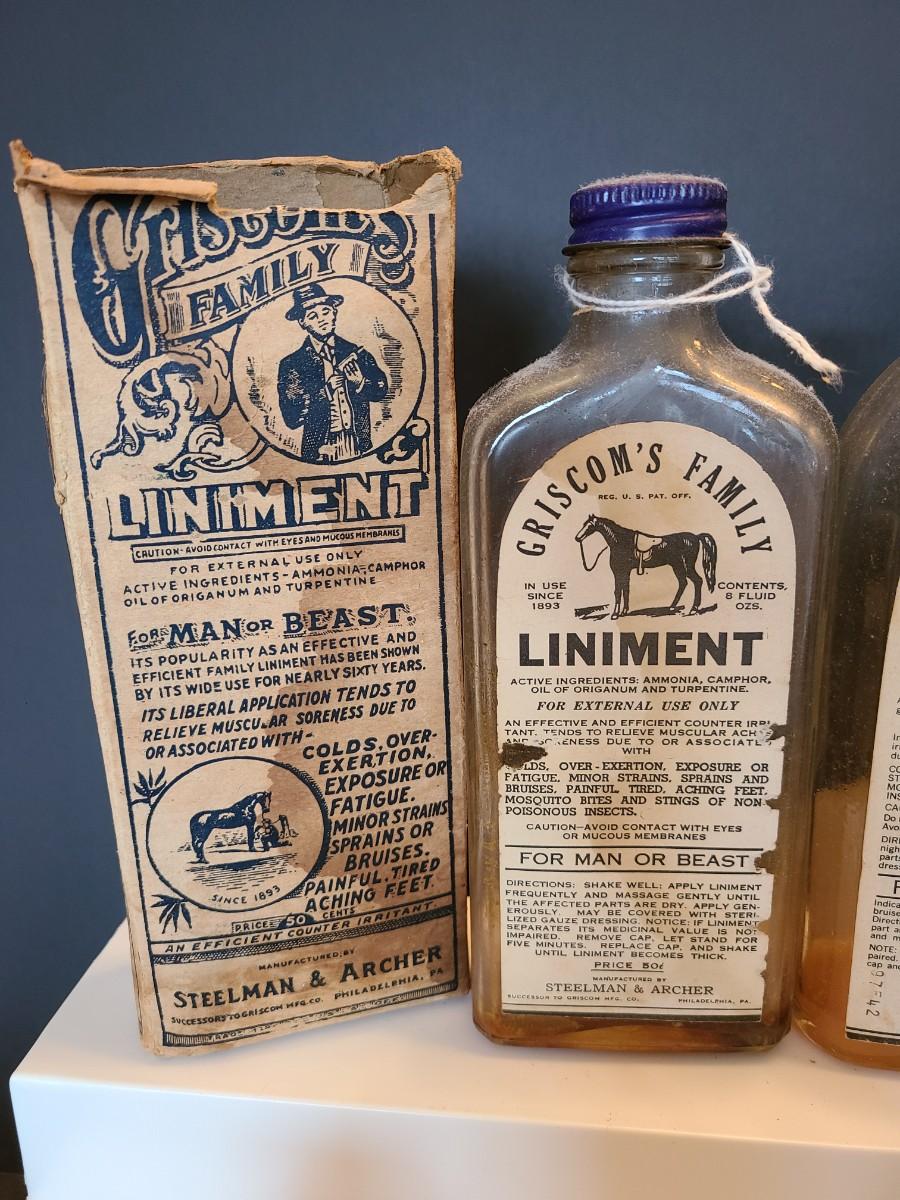 Griscom's
FAMILY
LINIMENT
CAUTION-AVOID CONTACT WITH EYES AND MUCOUS MEMBRANES
FOR EXTERNAL USE ONLY
ACTIVE INGREDIENTS-AMMONIA-CAMPHOR
OIL OF ORIGANUM AND TURPENTINE
FOR MAN OR BEAST.
ITS POPULARITY AS AN EFFECTIVE AND
EFFICIENT FAMILY LINIMENT HAS BEEN SHOWN
BY ITS WIDE USE FOR NEARLY SIXTY YEARS.
ITS LIBERAL APPLICATION TENDS TO
RELIEVE MUSCULAR SORENESS DUE TO
OR ASSOCIATED WITH-
COLDS, OVER-
EXERTION,
EXPOSURE OR
FATIGUE.
MINOR STRAINS
SPRAINS OR
BRUISES.
PAINFUL, TIRED
ACHING FEET.
SINCE 1893
PRICE 50 CENTS
AN EFFICIENT COUNTER IRRITANT.
MANUFACTURED BY
STEELMAN & ARCHER
SUCCESSORS TO GRISCOM MFG. CO. PHILADELPHIA, PA
GRISCOM'S FAMILY
REG. U. S. PAT. OFF.
IN USE
SINCE
1893
CONTENTS,
8 FLUID
OZS.
LINIMENT
ACTIVE INGREDIENTS: AMMONIA, CAMPHOR,
OIL OF ORIGANUM AND TURPENTINE.
FOR EXTERNAL USE ONLY
AN EFFECTIVE AND EFFICIENT COUNTER IRRI
TANT. TENDS TO RELIEVE MUSCULAR ACH
SORENESS DUE TO OR ASSOCIATE
WITH
LDS, OVER-EXERTION, EXPOSURE OR
FATIGUE, MINOR STRAINS, SPRAINS AND
BRUISES, PAINFUL, TIRED, ACHING FEET.
MOSQUITO BITES AND STINGS OF NON-
POISONOUS INSECTS.
CAUTION—AVOID CONTACT WITH EYES
OR MUCOUS MEMBRANES
FOR MAN OR BEAST
DIRECTIONS: SHAKE WELL; APPLY LINIMENT
FREQUENTLY AND MASSAGE GENTLY UNTIL
THE AFFECTED PARTS ARE DRY. APPLY GEN-
EROUSLY. MAY BE COVERED WITH STERI-
LIZED GAUZE DRESSING. NOTICE: IF LINIMENT
SEPARATES ITS MEDICINAL VALUE IS NOT
IMPAIRED. REMOVE CAP. LET STAND FOR
FIVE MINUTES. REPLACE CAP, AND SHAKE
UNTIL LINIMENT BECOMES THICK.
PRICE 50¢
MANUFACTURED BY
STEELMAN & ARCHER
SUCCESSOR TO GRISCOM MFG. CO. PHILADELPHIA, PA.